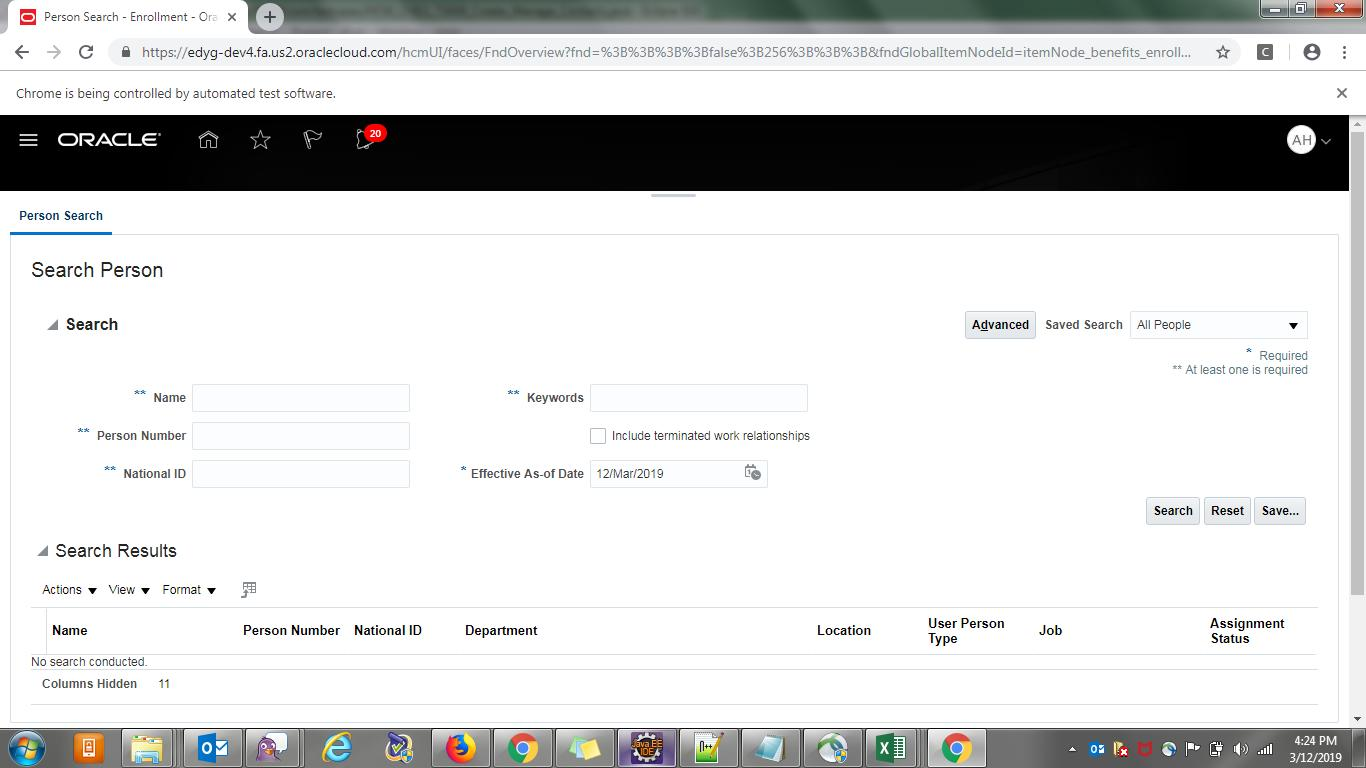 Person Search - Enrollment - Ora
https://edyg-dev4.fa.us2.oraclecloud.com/hcmUI/faces/FndOverview?fnd=%3B%3B%3B%3Bfalse%3B256%3B%3B%3B&fndGlobalItemNodeId=itemNode_benefits_enroll...
Chrome is being controlled by automated test software.
ORACLE
20
AH
Person Search
Search Person
Search
Advanced Saved Search All People
* Required
** At least one is required
** Name ** Keywords
** Person Number Include terminated work relationships
** National ID * Effective As-of Date 12/Mar/2019
Search Reset Save...
Search Results
Actions View Format
Name Person Number National ID Department Location User Person Type Job Assignment Status
No search conducted.
Columns Hidden 11
Java EE IDE
4:24 PM
3/12/2019